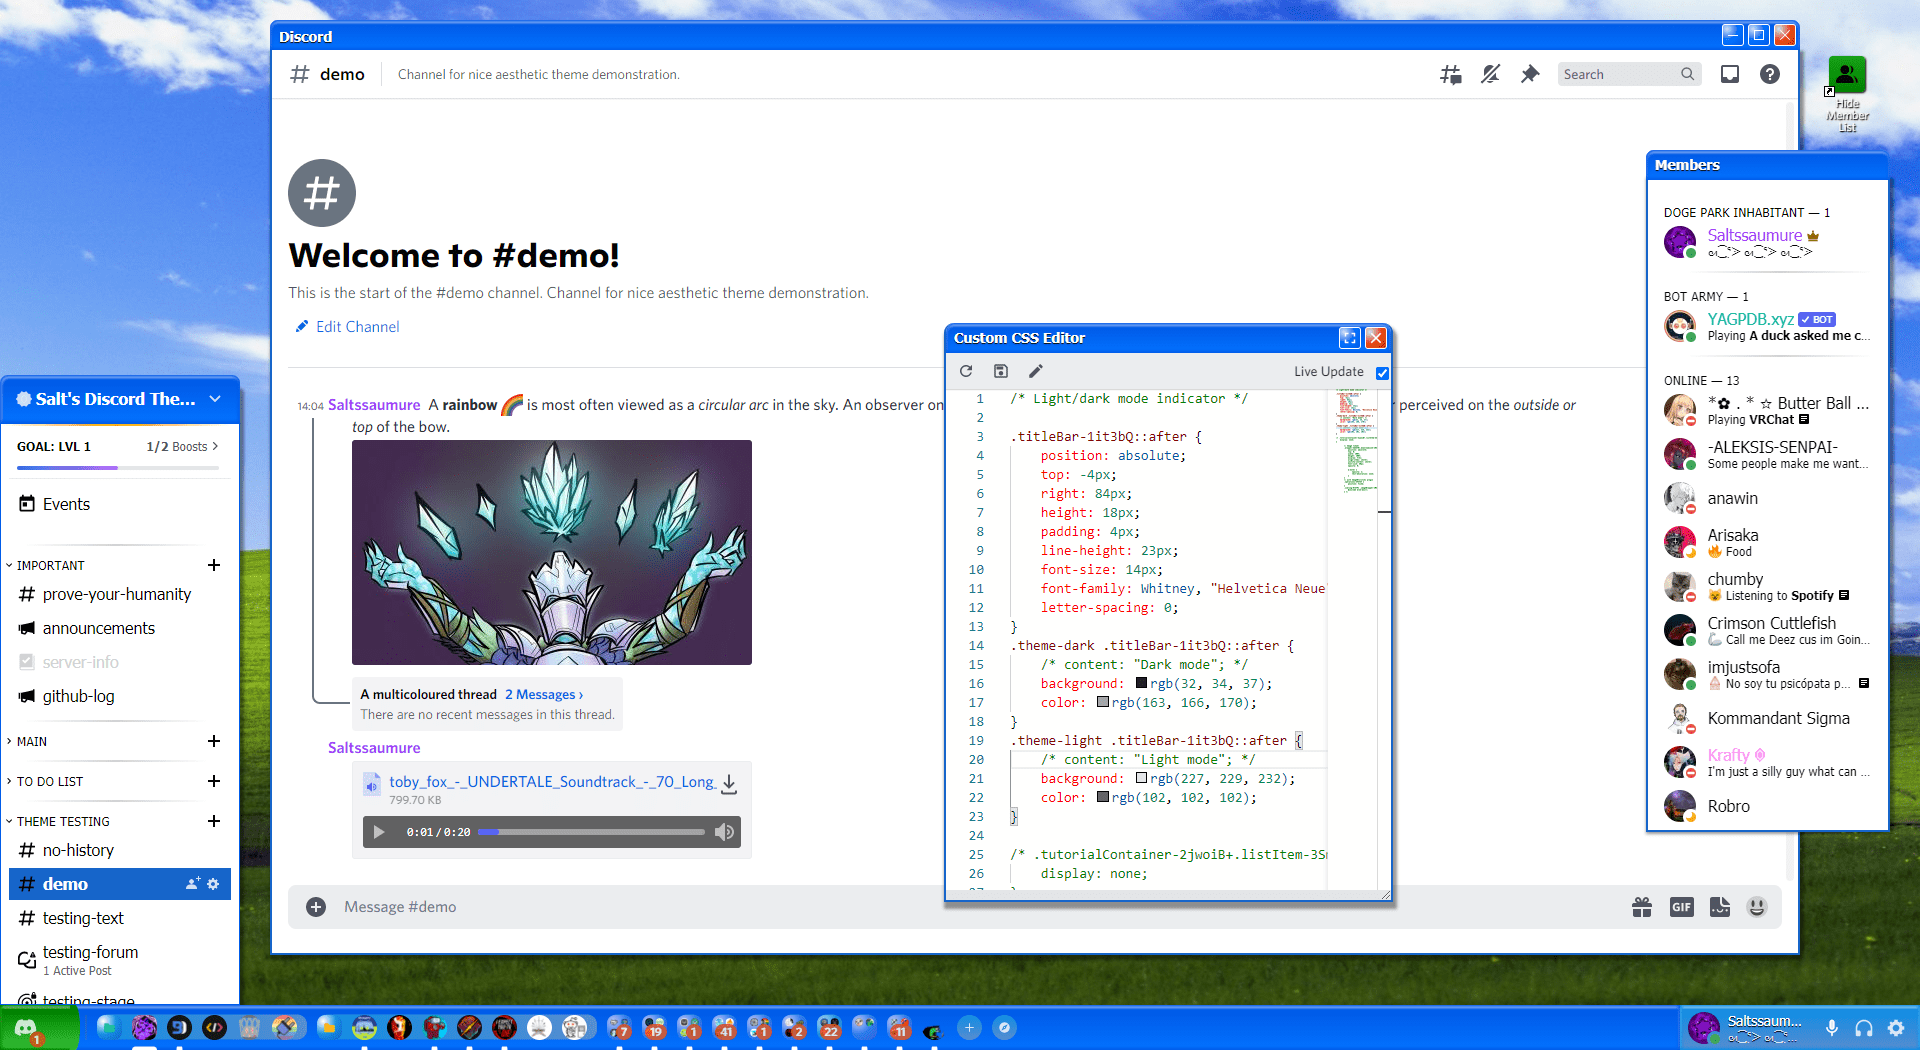 Discord
# demo
Channel for nice aesthetic theme demonstration.
Search
Hide
Member
List
Welcome to #demo!
This is the start of the #demo channel. Channel for nice aesthetic theme demonstration.
Edit Channel
14:04 Saltssaumure A rainbow 🌈 is most often viewed as a circular arc in the sky. An observer on
perceived on the outside or
top of the bow.
A multicoloured thread 2 Messages ›
There are no recent messages in this thread.
Saltssaumure
toby_fox_-_UNDERTALE_Soundtrack_-_70_Long_
799.70 KB
0:01/0:20
Message #demo
GIF
Custom CSS Editor
Live Update
1 /* Light/dark mode indicator */
2
3 .titleBar-1it3bQ::after {
4 position: absolute;
5 top: -4px;
6 right: 84px;
7 height: 18px;
8 padding: 4px;
9 line-height: 23px;
10 font-size: 14px;
11 font-family: Whitney, "Helvetica Neue"
12 letter-spacing: 0;
13 }
14 .theme-dark .titleBar-1it3bQ::after {
15 /* content: "Dark mode"; */
16 background: rgb(32, 34, 37);
17 color: rgb(163, 166, 170);
18 }
19 .theme-light .titleBar-1it3bQ::after {
20 /* content: "Light mode"; */
21 background: rgb(227, 229, 232);
22 color: rgb(102, 102, 102);
23 }
24
25 /* .tutorialContainer-2jwoiB+.listItem-3S
26 display: none;
Members
DOGE PARK INHABITANT — 1
Saltssaumure
BOT ARMY — 1
YAGPDB.xyz ✓ BOT
Playing A duck asked me c...
ONLINE — 13
*✿ . * ☆ Butter Ball ...
Playing VRChat
-ALEKSIS-SENPAI-
Some people make me want...
anawin
Arisaka
🔥 Food
chumby
😺 Listening to Spotify
Crimson Cuttlefish
🦾 Call me Deez cus im Goin...
imjustsofa
No soy tu psicópata p...
Kommandant Sigma
Krafty
I'm just a silly guy what can ...
Robro
Salt's Discord The...
GOAL: LVL 1
1/2 Boosts >
Events
IMPORTANT +
# prove-your-humanity
announcements
server-info
github-log
MAIN +
TO DO LIST +
THEME TESTING +
# no-history
# demo
# testing-text
testing-forum
1 Active Post
testing-stage
1
7
19
1
41
1
2
22
11
Saltssaum...